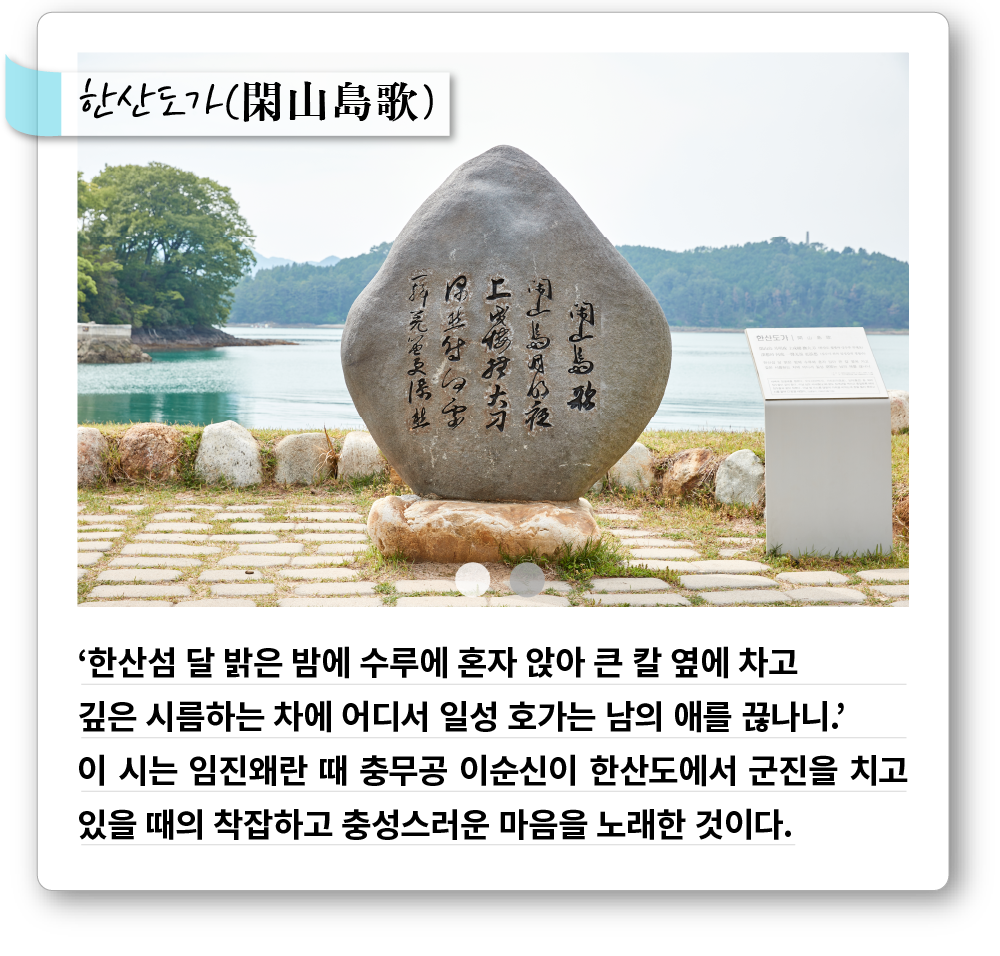 한산도가(閑山島歌)
閑山島歌
閑山島月明夜
上戍樓撫大刀
深愁時何處
一聲羌笛更添愁
한산도가
‘한산섬 달 밝은 밤에 수루에 혼자 앉아 큰 칼 옆에 차고
깊은 시름하는 차에 어디서 일성 호가는 남의 애를 끊나니.’
이 시는 임진왜란 때 충무공 이순신이 한산도에서 군진을 치고
있을 때의 착잡하고 충성스러운 마음을 노래한 것이다.